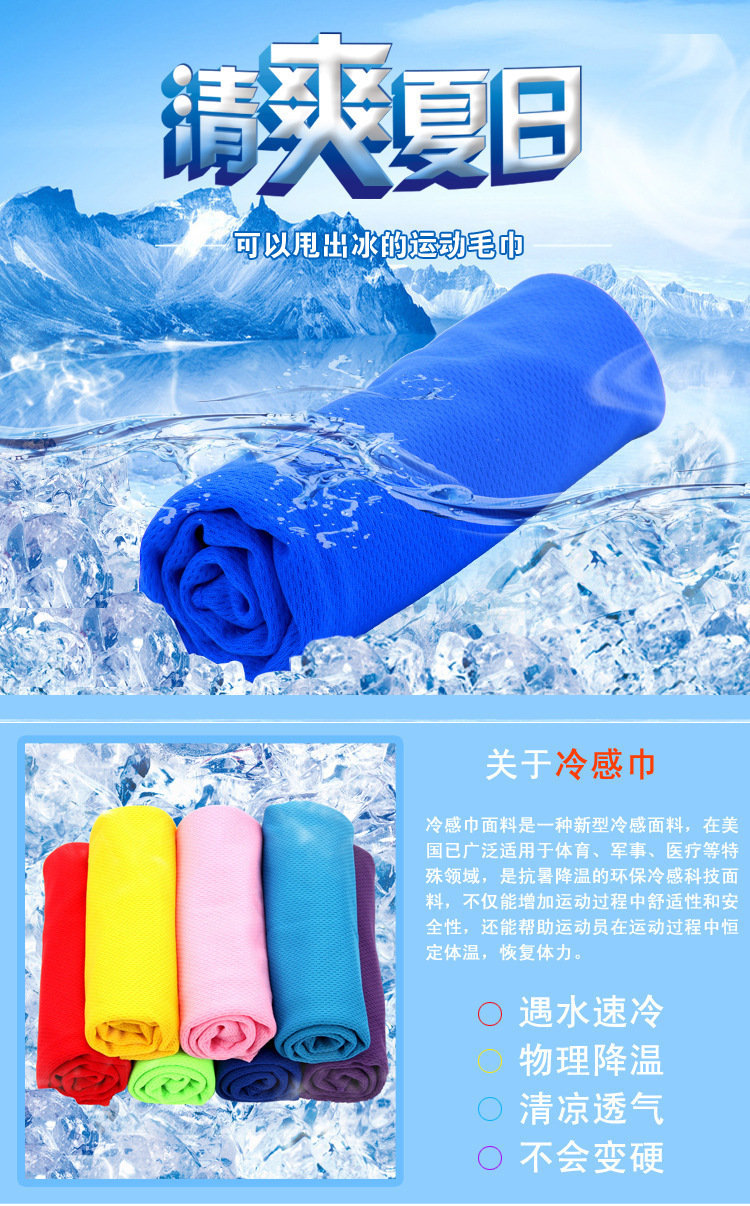 清爽夏日
可以甩出冰的运动毛巾
关于冷感巾
冷感巾面料是一种新型冷感面料，在美
国已广泛适用于体育、军事、医疗等特
殊领域，是抗暑降温的环保冷感科技面
料，不仅能增加运动过程中舒适性和安
全性，还能帮助运动员在运动过程中恒
定体温，恢复体力。
遇水速冷
物理降温
清凉透气
不会变硬